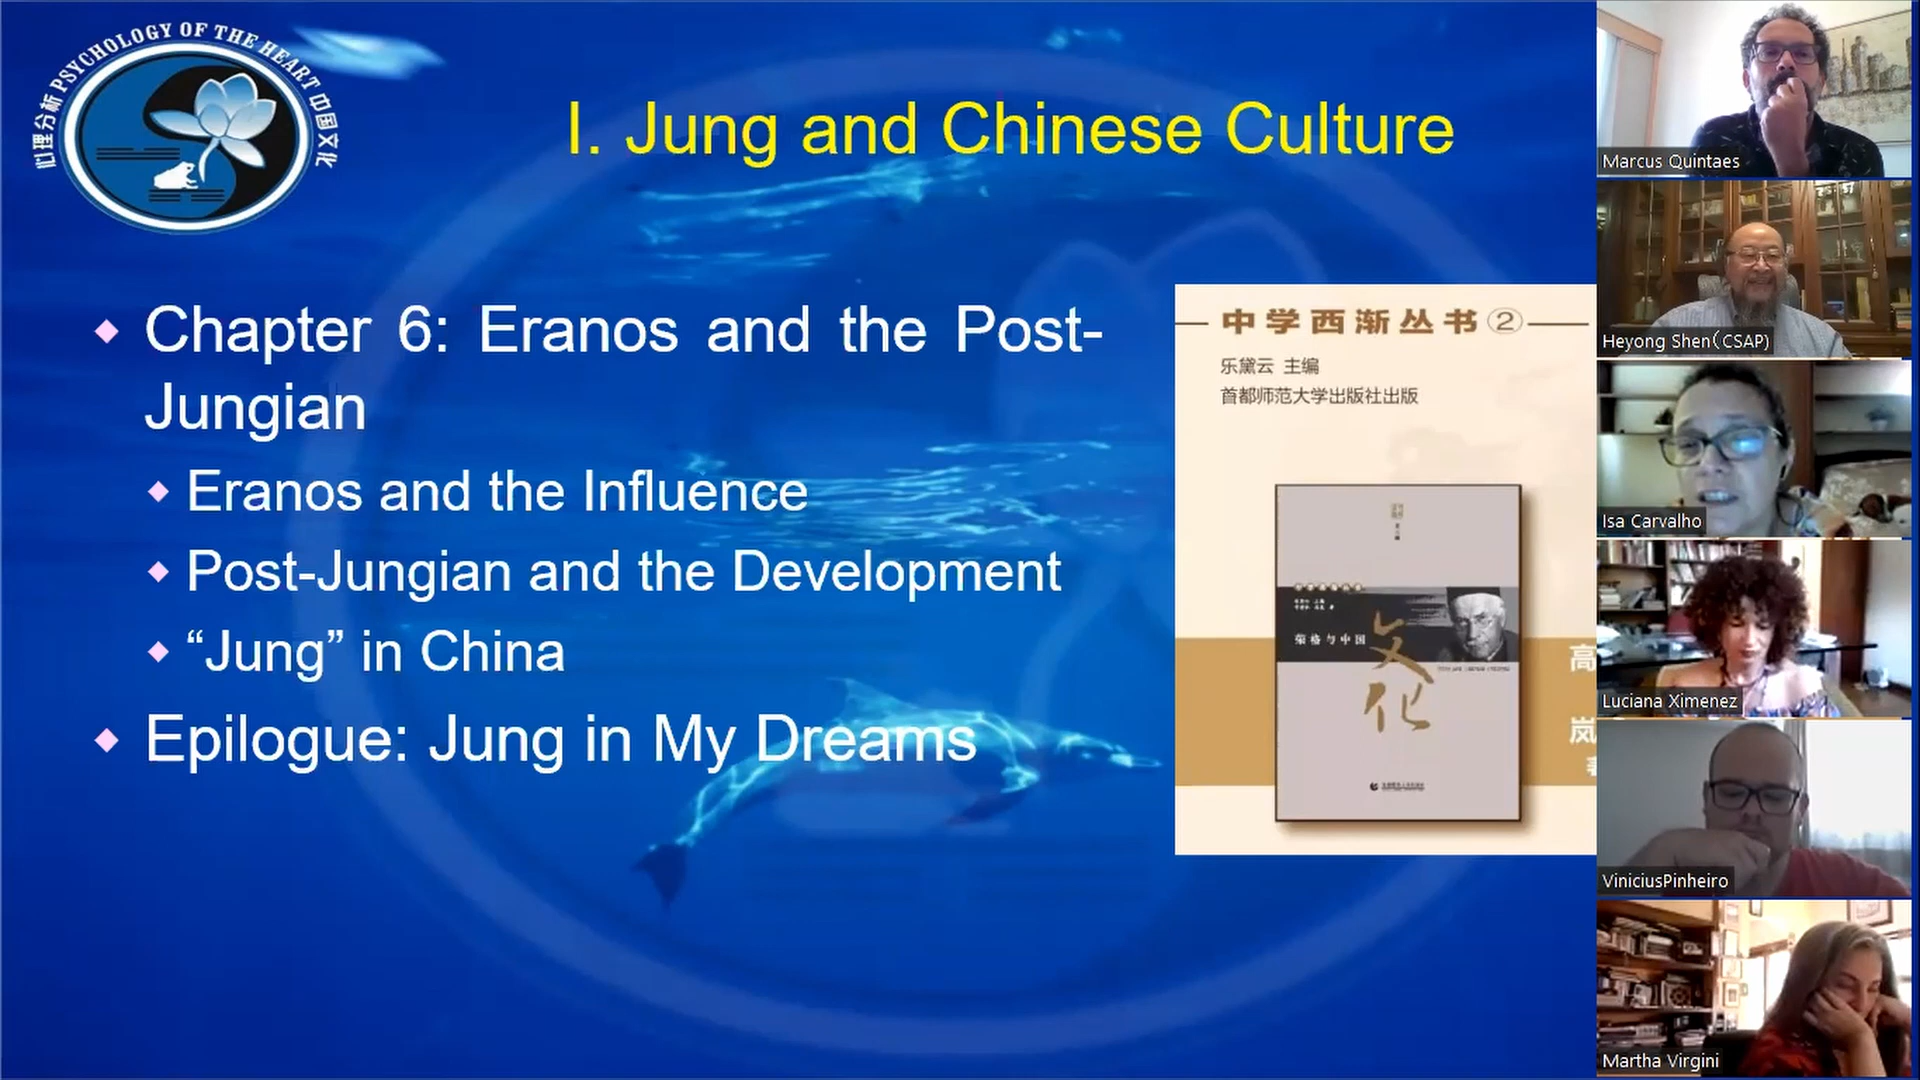 PSYCHOLOGY OF THE HEART
心理分析
中国文化
I. Jung and Chinese Culture
Chapter 6: Eranos and the Post-
Jungian
Eranos and the Influence
Post-Jungian and the Development
“Jung” in China
Epilogue: Jung in My Dreams
中学西渐丛书②
乐黛云 主编
首都师范大学出版社出版
荣格与中国
文化
高
岚
著
Marcus Quintaes
Heyong Shen(CSAP)
Isa Carvalho
Luciana Ximenez
ViniciusPinheiro
Martha Virgini